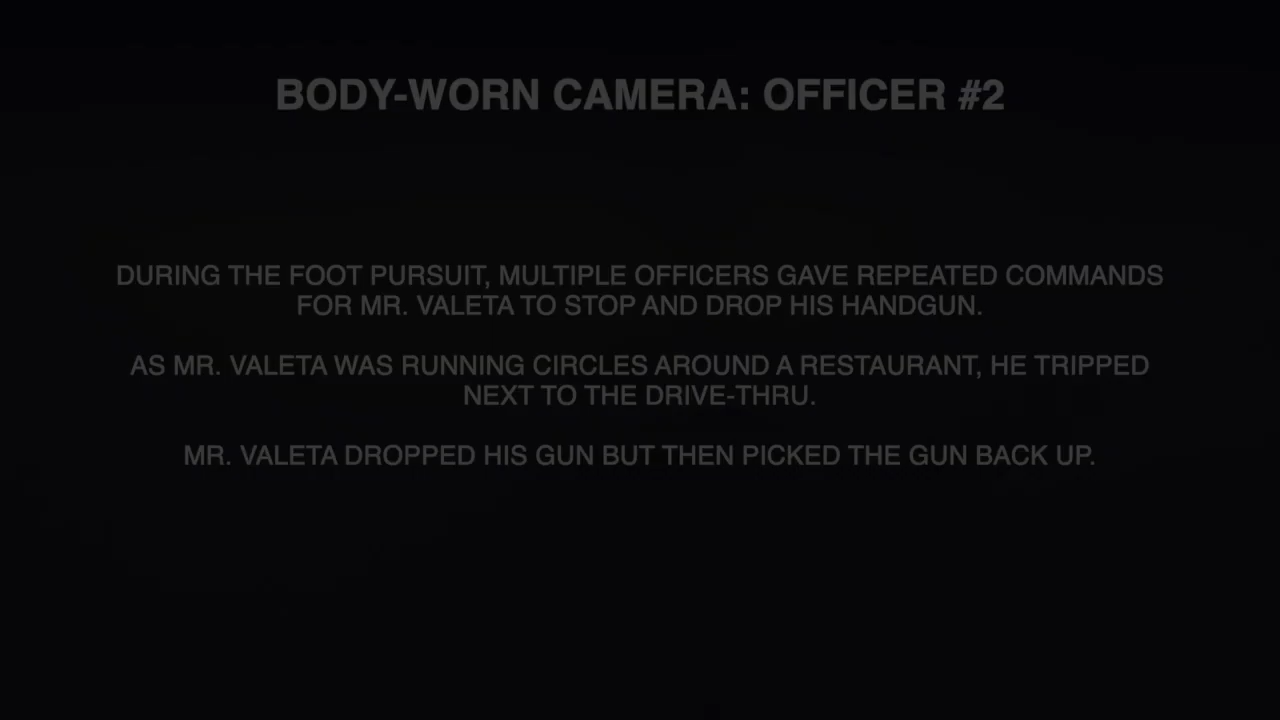 BODY-WORN CAMERA: OFFICER #2
DURING THE FOOT PURSUIT, MULTIPLE OFFICERS GAVE REPEATED COMMANDS
FOR MR. VALETA TO STOP AND DROP HIS HANDGUN.
AS MR. VALETA WAS RUNNING CIRCLES AROUND A RESTAURANT, HE TRIPPED
NEXT TO THE DRIVE-THRU.
MR. VALETA DROPPED HIS GUN BUT THEN PICKED THE GUN BACK UP.